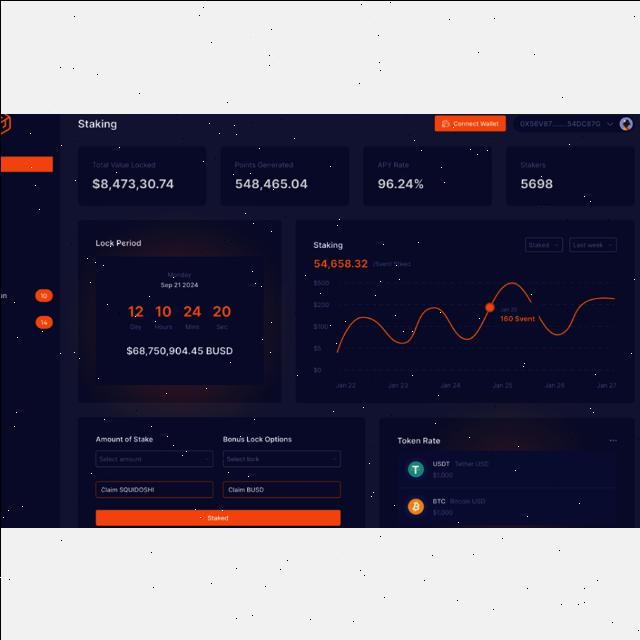 Staking
Connect Wallet
0X56V87.......54DC87G
Total Value Locked
$8,473,30.74
Points Generated
548,465.04
APY Rate
96.24%
Stakers
5698
on
10
14
Lock Period
Monday
Sep 21 2024
12 10 24 20
Day Hours Mins Sec
$68,750,904.45 BUSD
Staking
Staked
Last week
54,658.32
$500
$200
$100
$5
$0
Jan 25
160 $vent
Jan 22 Jan 23 Jan 24 Jan 25 Jan 26 Jan 27
Amount of Stake
Select amount
Claim SQUIDOSHI
Bonus Lock Options
Select lock
Claim BUSD
Staked
Token Rate
USDT Tether USD
$1,000
BTC Bitcoin USD
$1,000